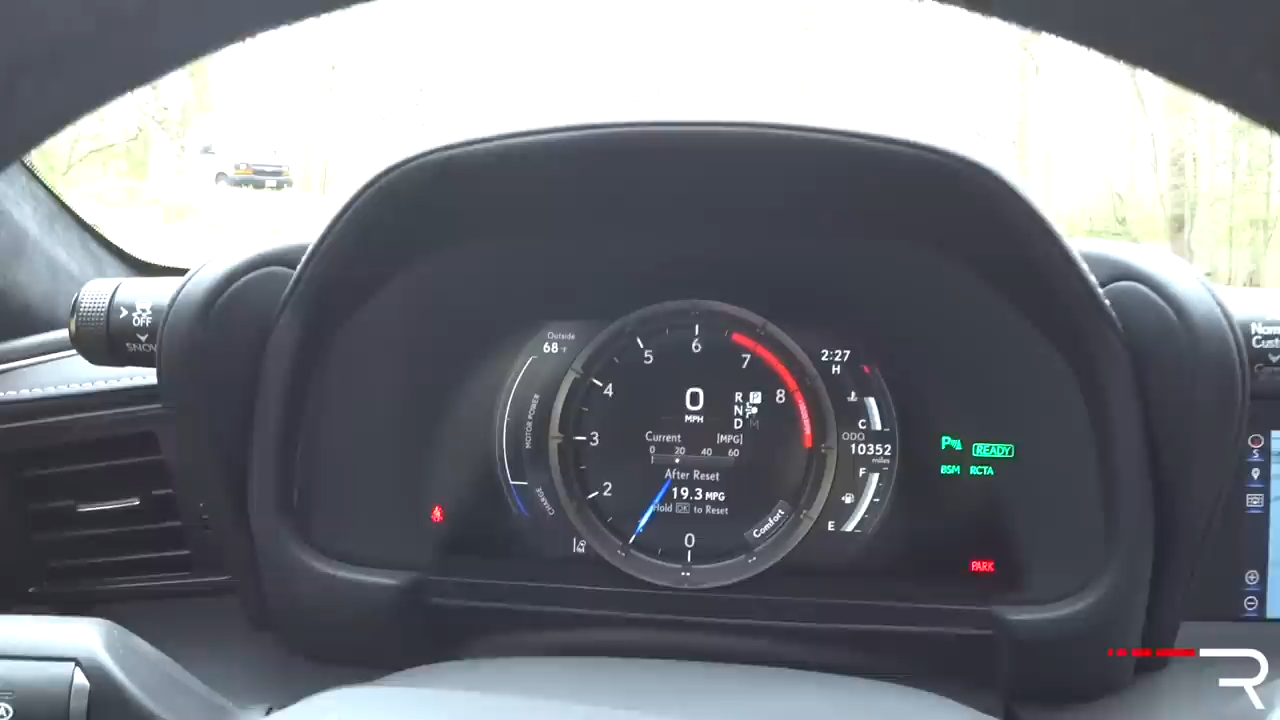 OFF
SNOW
Outside
68°F
MOTOR POWER
CHARGE
0
2
3
4
5
6
7
8
0
MPH
R P
N
D M
Current [MPG]
0 20 40 60
After Reset
19.3 MPG
Hold OK to Reset
Comfort
2:27
H
C
ODO
10352
miles
F
E
READY
BSM RCTA
PARK
Cust
S
R